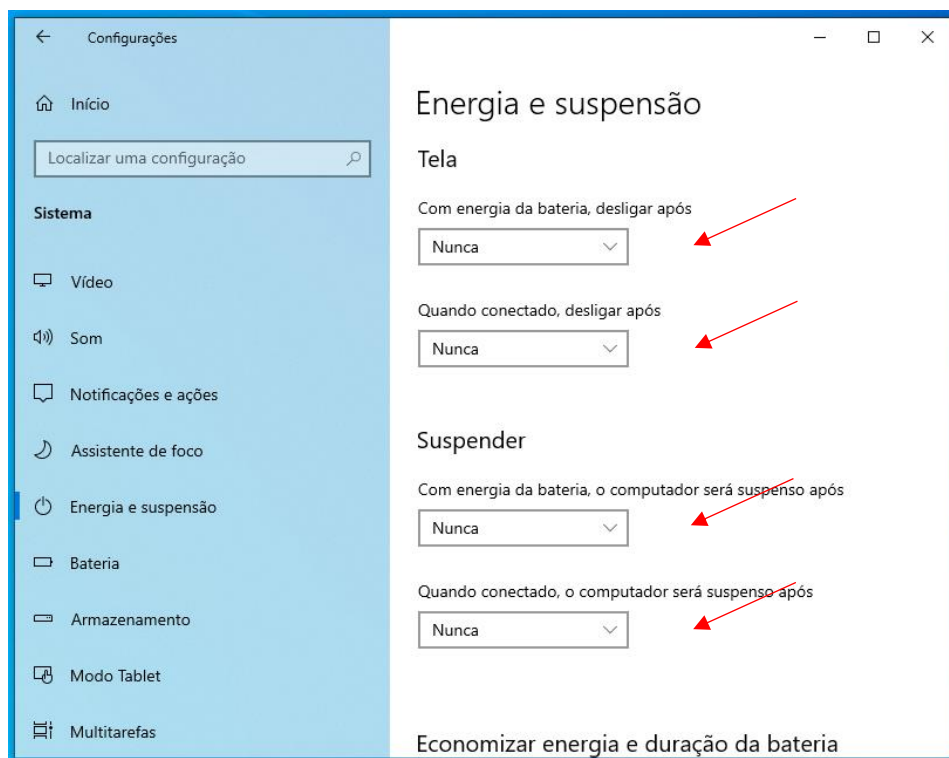 Configurações
Início
Localizar uma configuração
Sistema
Vídeo
Som
Notificações e ações
Assistente de foco
Energia e suspensão
Bateria
Armazenamento
Modo Tablet
Multitarefas
Energia e suspensão
Tela
Com energia da bateria, desligar após
Nunca
Quando conectado, desligar após
Nunca
Suspender
Com energia da bateria, o computador será suspenso após
Nunca
Quando conectado, o computador será suspenso após
Nunca
Economizar energia e duração da bateria